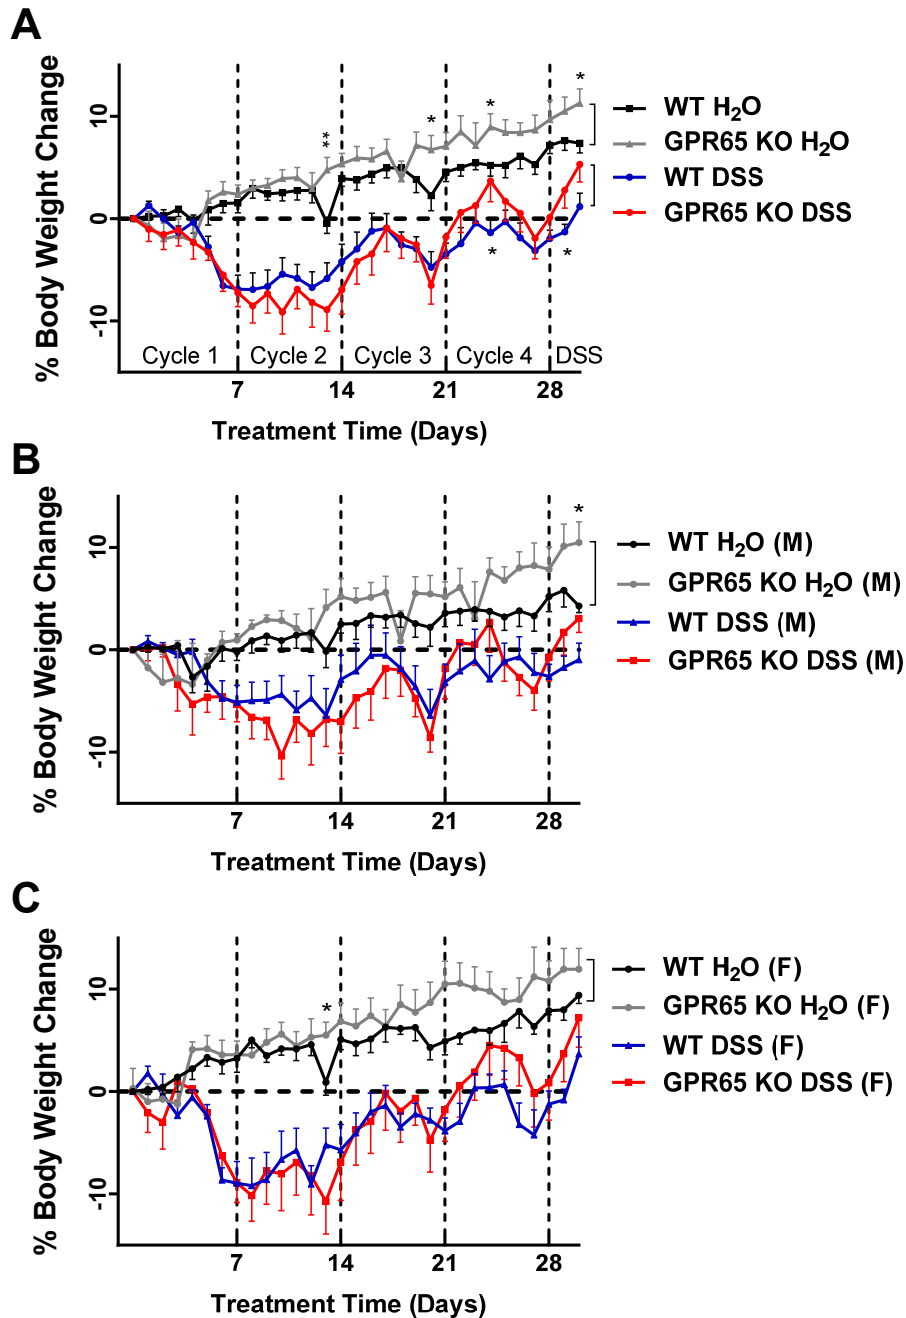 A
% Body Weight Change
10
0
-10
**
*
*
*
*
*
Cycle 1 Cycle 2 Cycle 3 Cycle 4 DSS
7 14 21 28
Treatment Time (Days)
WT H₂O
GPR65 KO H₂O
WT DSS
GPR65 KO DSS
B
% Body Weight Change
10
0
-10
*
7 14 21 28
Treatment Time (Days)
WT H₂O (M)
GPR65 KO H₂O (M)
WT DSS (M)
GPR65 KO DSS (M)
C
% Body Weight Change
10
0
-10
*
7 14 21 28
Treatment Time (Days)
WT H₂O (F)
GPR65 KO H₂O (F)
WT DSS (F)
GPR65 KO DSS (F)